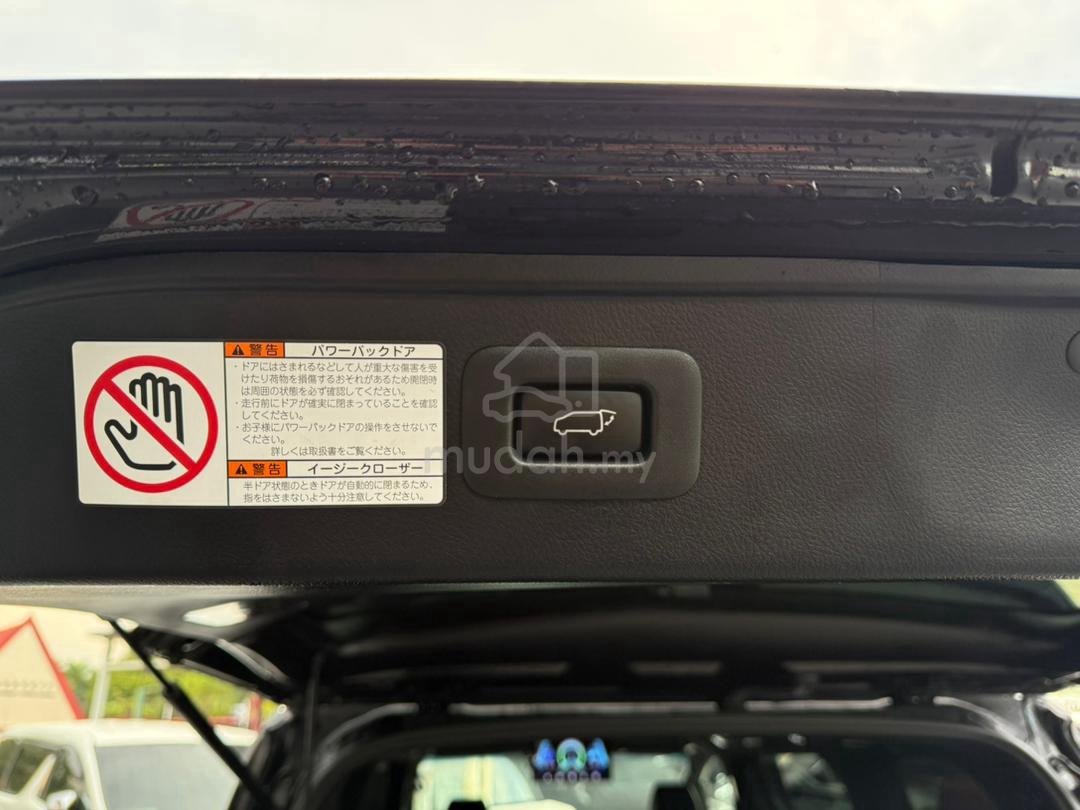 警告 パワーバックドア
・ドアにはさまれるなどして人が重大な傷害を受
けたり荷物を損傷するおそれがあるため開閉時
は周囲の状態を必ず確認してください。
・走行前にドアが確実に閉まっていることを確認
してください。
・お子様にパワーバックドアの操作をさせないで
ください。
詳しくは取扱書をご覧ください。
警告 イージークローザー
半ドア状態のときドアが自動的に閉まるため、
指をはさまないよう十分注意してください。
mudah.my